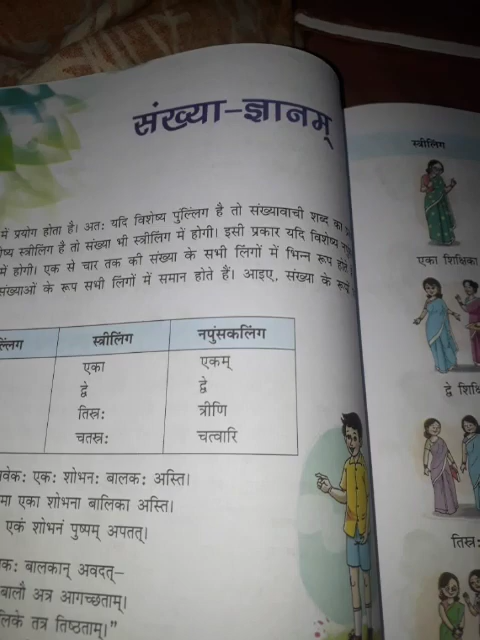 संख्या-ज्ञानम्
में प्रयोग होता है। अतः यदि विशेष्य पुंल्लिग है तो संख्यावाची शब्द का
स्त्रीलिंग है तो संख्या भी स्त्रीलिंग में होगी। इसी प्रकार यदि विशेष्य
में होगी। एक से चार तक की संख्या के सभी लिंगों में भिन्न रूप होते
संख्याओं के रूप सभी लिंगों में समान होते हैं। आइए, संख्या के रूपों
स्त्रीलिंग नपुंसकलिंग
एका एकम्
द्वे द्वे
तिस्रः त्रीणि
चतस्रः चत्वारि
एकः शोभनः बालकः अस्ति।
एका शोभना बालिका अस्ति।
एकं शोभनं पुष्पम् अपतत्।
बालकान् अवदत्–
बालौ अत्र आगच्छताम्।
तत्र तिष्ठताम्।"
स्त्रीलिंग
एका शिक्षिका
द्वे
तिस्रः